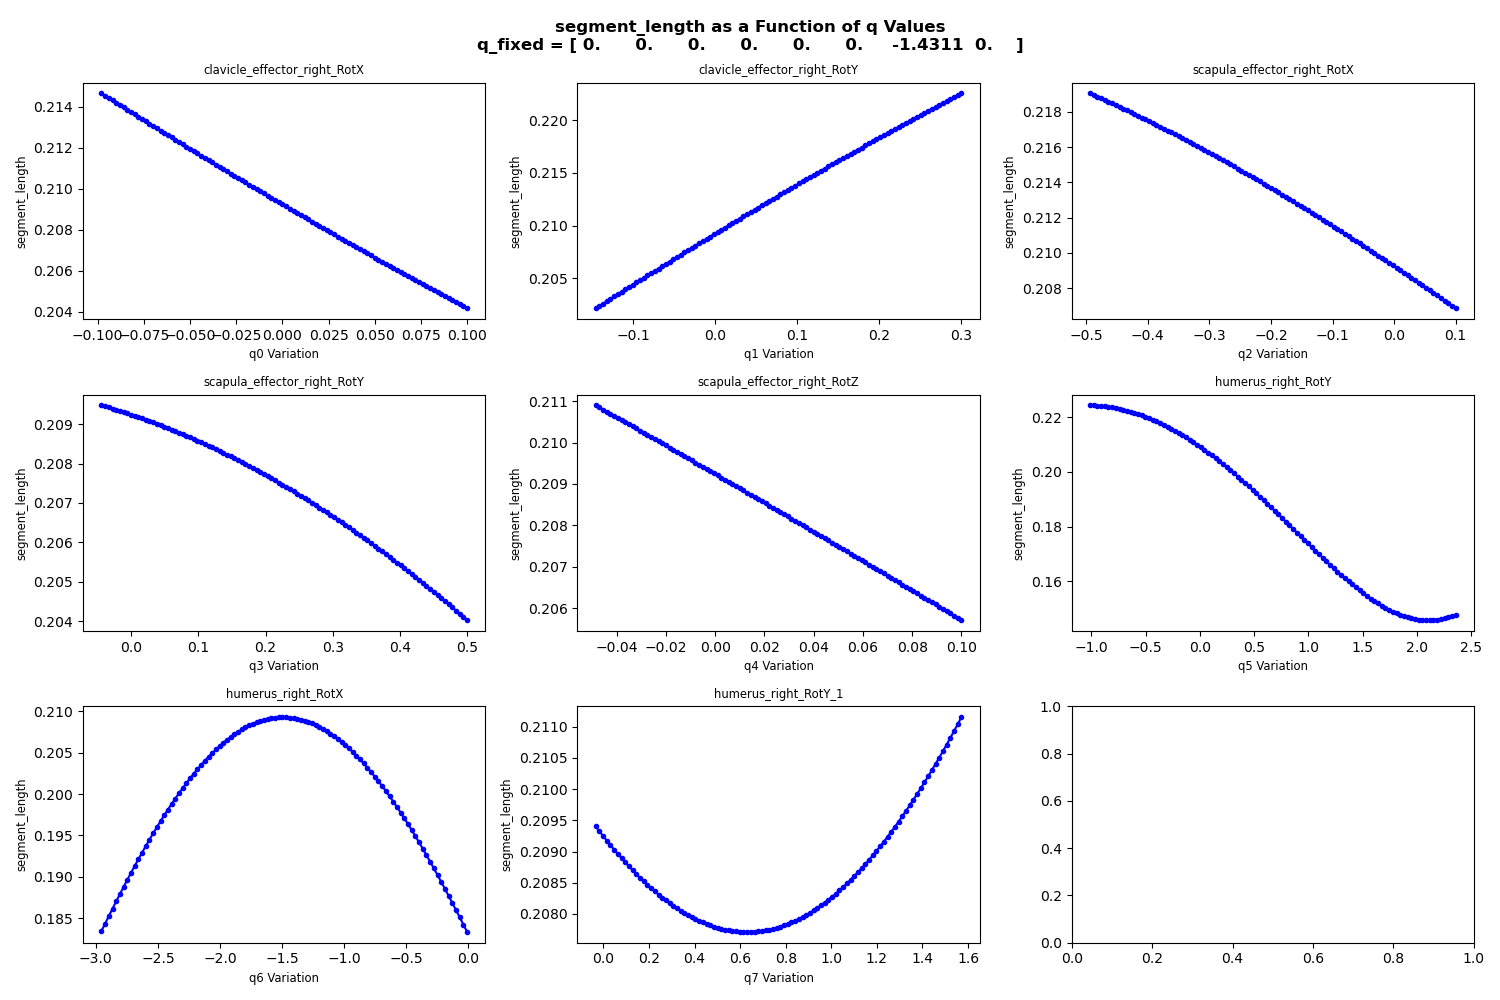 segment_length as a Function of q Values
q_fixed = [ 0. 0. 0. 0. 0. 0. -1.4311 0. ]
clavicle_effector_right_RotX
segment_length
0.214
0.212
0.210
0.208
0.206
0.204
−0.100 −0.075 −0.050 −0.025 0.000 0.025 0.050 0.075 0.100
q0 Variation
clavicle_effector_right_RotY
segment_length
0.220
0.215
0.210
0.205
−0.1 0.0 0.1 0.2 0.3
q1 Variation
scapula_effector_right_RotX
segment_length
0.218
0.216
0.214
0.212
0.210
0.208
−0.5 −0.4 −0.3 −0.2 −0.1 0.0 0.1
q2 Variation
scapula_effector_right_RotY
segment_length
0.209
0.208
0.207
0.206
0.205
0.204
0.0 0.1 0.2 0.3 0.4 0.5
q3 Variation
scapula_effector_right_RotZ
segment_length
0.211
0.210
0.209
0.208
0.207
0.206
−0.04 −0.02 0.00 0.02 0.04 0.06 0.08 0.10
q4 Variation
humerus_right_RotY
segment_length
0.22
0.20
0.18
0.16
−1.0 −0.5 0.0 0.5 1.0 1.5 2.0 2.5
q5 Variation
humerus_right_RotX
segment_length
0.210
0.205
0.200
0.195
0.190
0.185
−3.0 −2.5 −2.0 −1.5 −1.0 −0.5 0.0
q6 Variation
humerus_right_RotY_1
segment_length
0.2110
0.2105
0.2100
0.2095
0.2090
0.2085
0.2080
0.0 0.2 0.4 0.6 0.8 1.0 1.2 1.4 1.6
q7 Variation
1.0
0.8
0.6
0.4
0.2
0.0
0.0 0.2 0.4 0.6 0.8 1.0